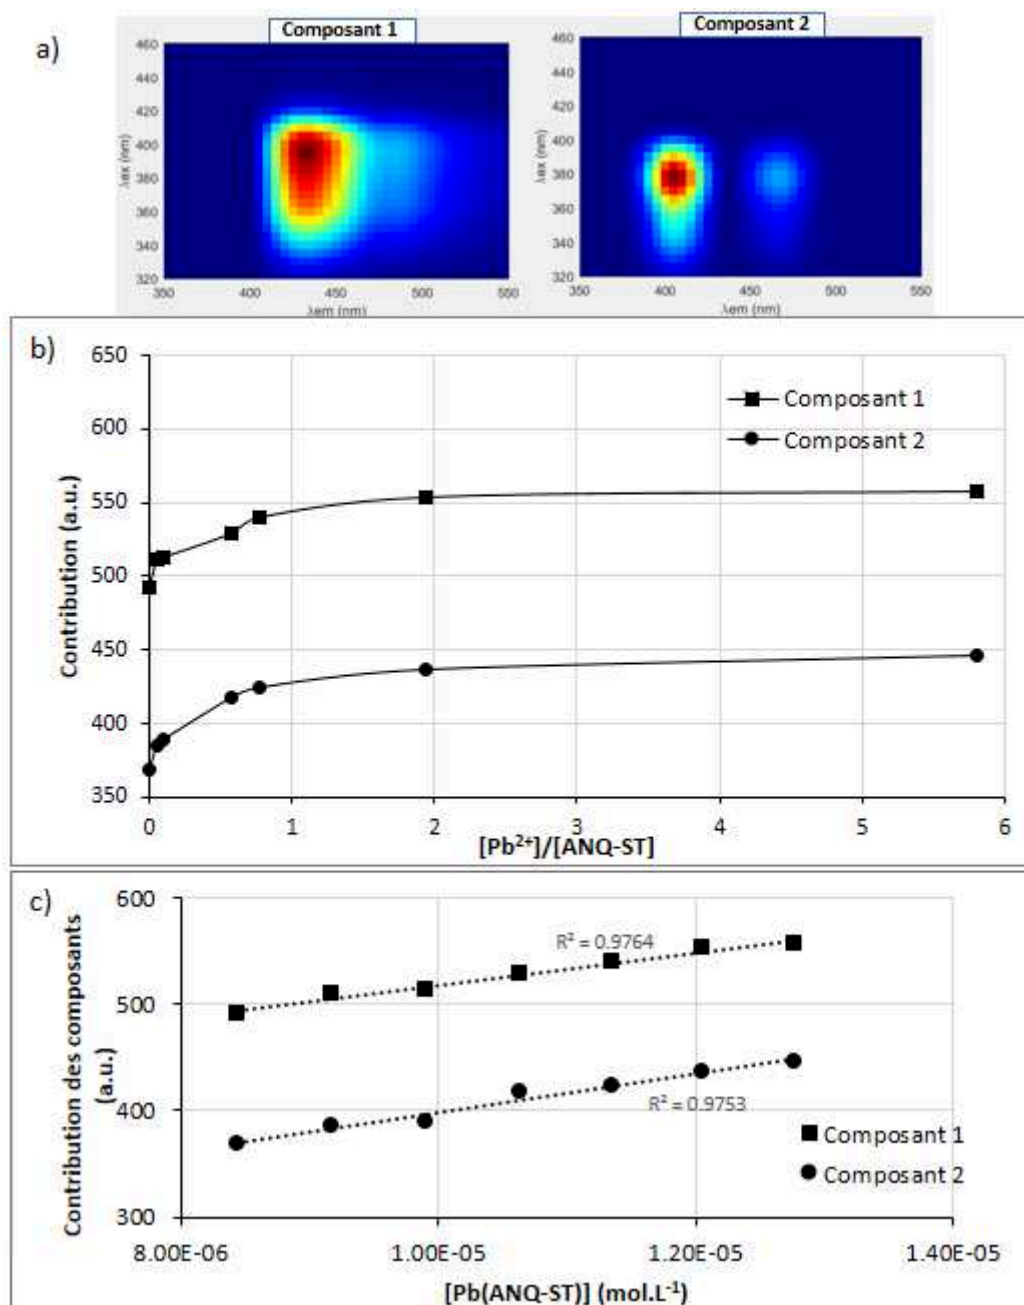 a)
Composant 1
Composant 2
460
440
420
400
380
360
340
320
λex (nm)
350
400
450
500
550
λem (nm)
460
440
420
400
380
360
340
320
λex (nm)
350
400
450
500
550
λem (nm)
b)
650
600
550
500
450
400
350
Contribution (a.u.)
Composant 1
Composant 2
0
1
2
3
4
5
6
[Pb²⁺]/[ANQ-ST]
c)
600
500
400
300
Contribution des composants
(a.u.)
R² = 0.9764
R² = 0.9753
Composant 1
Composant 2
8.00E-06
1.00E-05
1.20E-05
1.40E-05
[Pb(ANQ-ST)] (mol.L⁻¹)